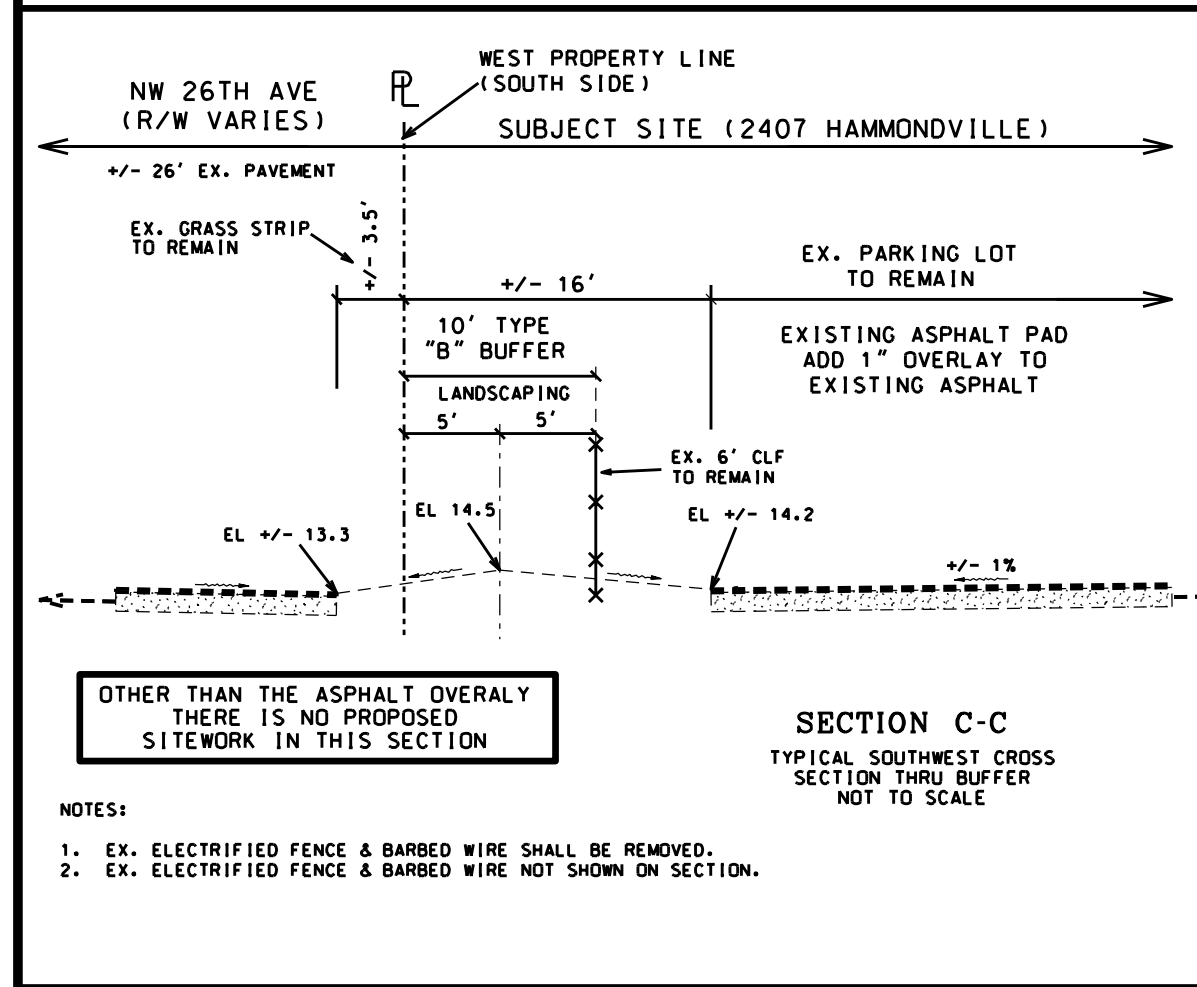 WEST PROPERTY LINE
(SOUTH SIDE)
NW 26TH AVE
(R/W VARIES)
PL
SUBJECT SITE (2407 HAMMONDVILLE)
+/- 26' EX. PAVEMENT
EX. GRASS STRIP
TO REMAIN
+/- 3.5'
+/- 16'
EX. PARKING LOT
TO REMAIN
10' TYPE
"B" BUFFER
EXISTING ASPHALT PAD
ADD 1" OVERLAY TO
EXISTING ASPHALT
LANDSCAPING
5'
5'
EX. 6' CLF
TO REMAIN
EL +/- 13.3
EL 14.5
EL +/- 14.2
+/- 1%
OTHER THAN THE ASPHALT OVERALY
THERE IS NO PROPOSED
SITEWORK IN THIS SECTION
SECTION C-C
TYPICAL SOUTHWEST CROSS
SECTION THRU BUFFER
NOT TO SCALE
NOTES:
1. EX. ELECTRIFIED FENCE & BARBED WIRE SHALL BE REMOVED.
2. EX. ELECTRIFIED FENCE & BARBED WIRE NOT SHOWN ON SECTION.